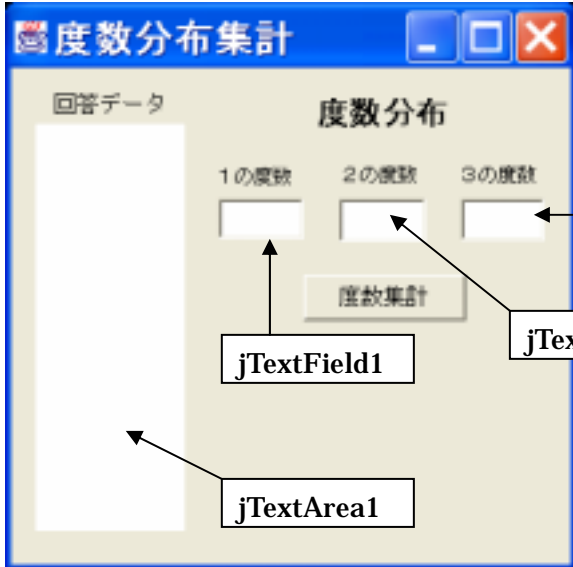 度数分布集計
回答データ
度数分布
1の度数 2の度数 3の度数
度数集計
jTextField1
jTex
jTextArea1